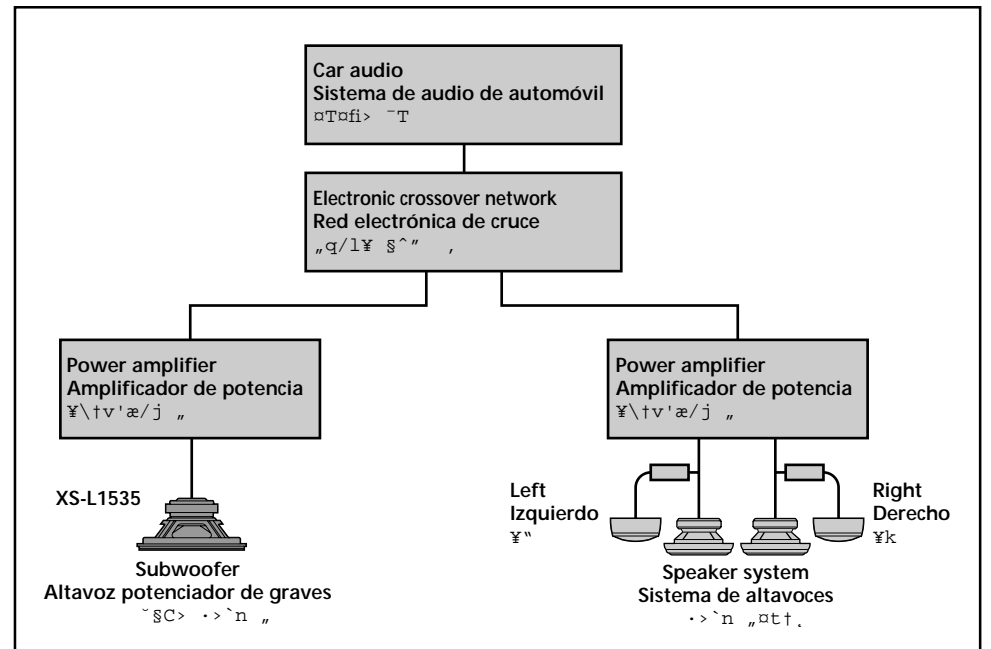 Car audio
Sistema de audio de automóvil
¤T¤fi› ¯T
Electronic crossover network
Red electrónica de cruce
„q/l¥ §ˆ” ‚
Power amplifier
Amplificador de potencia
¥\†v'æ/j „
Power amplifier
Amplificador de potencia
¥\†v'æ/j „
XS-L1535
Subwoofer
Altavoz potenciador de graves
˘§C› ·›`n „
Left
Izquierdo
¥“
Right
Derecho
¥k
Speaker system
Sistema de altavoces
·›`n „¤t†¸